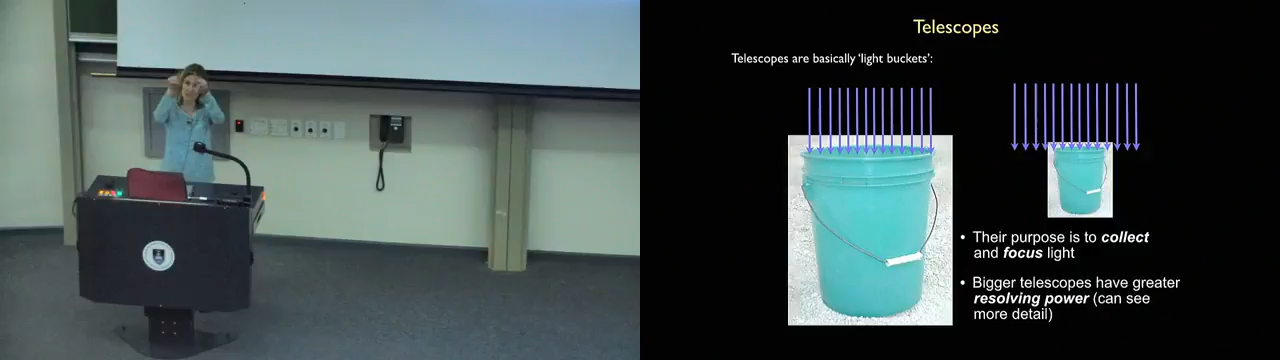 Telescopes
Telescopes are basically 'light buckets':
• Their purpose is to collect
and focus light
• Bigger telescopes have greater
resolving power (can see
more detail)